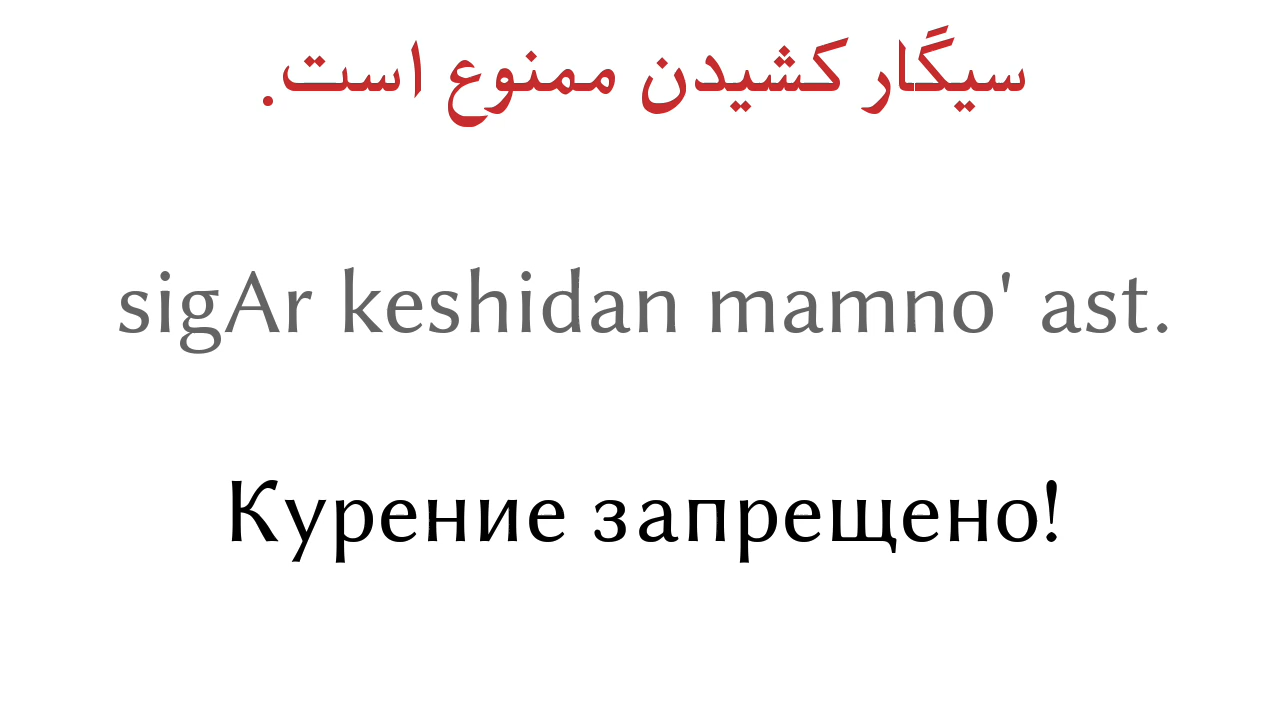 سیگار کشیدن ممنوع است.
sigAr keshidan mamno' ast.
Курение запрещено!